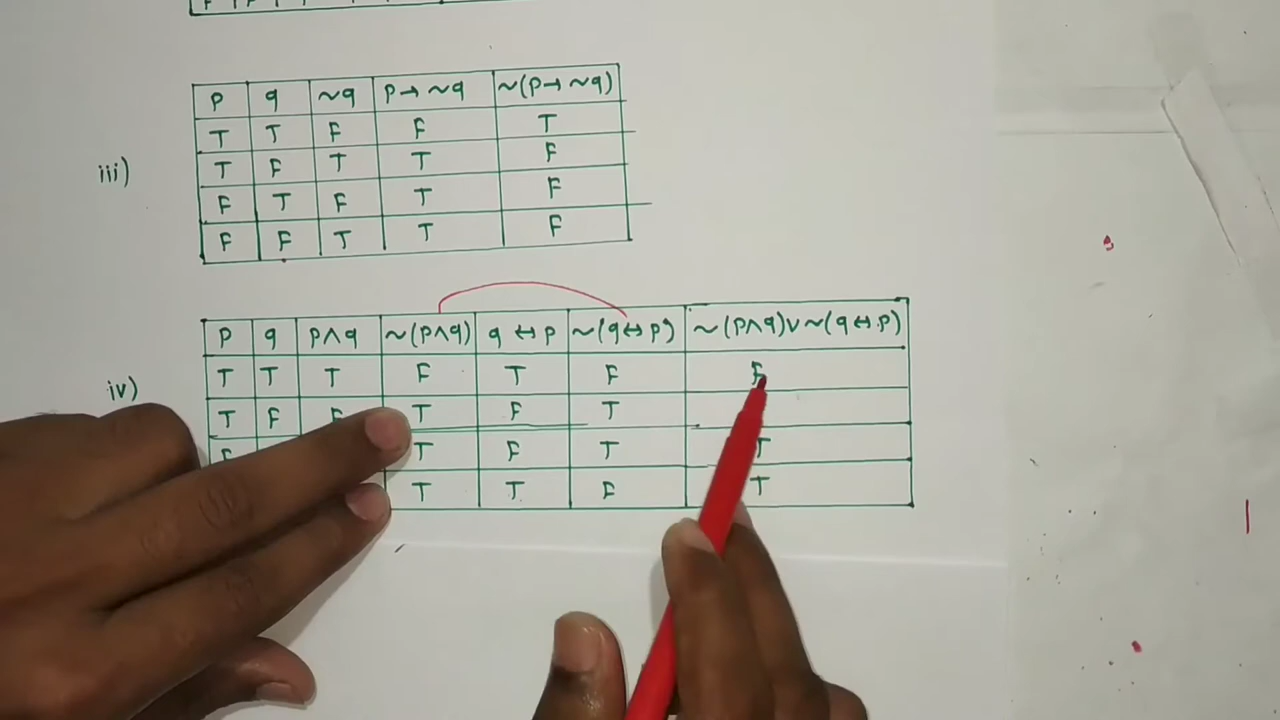 p q ~q p→~q ~(p→~q)
T T F F T
T F T T F
iii)
F T F T F
F F T T F
p q p∧q ~(p∧q) q↔p ~(q↔p) ~(p∧q)∨~(q↔p)
T T T F T F F
iv)
T F F T F T
F T F T T
T T F T